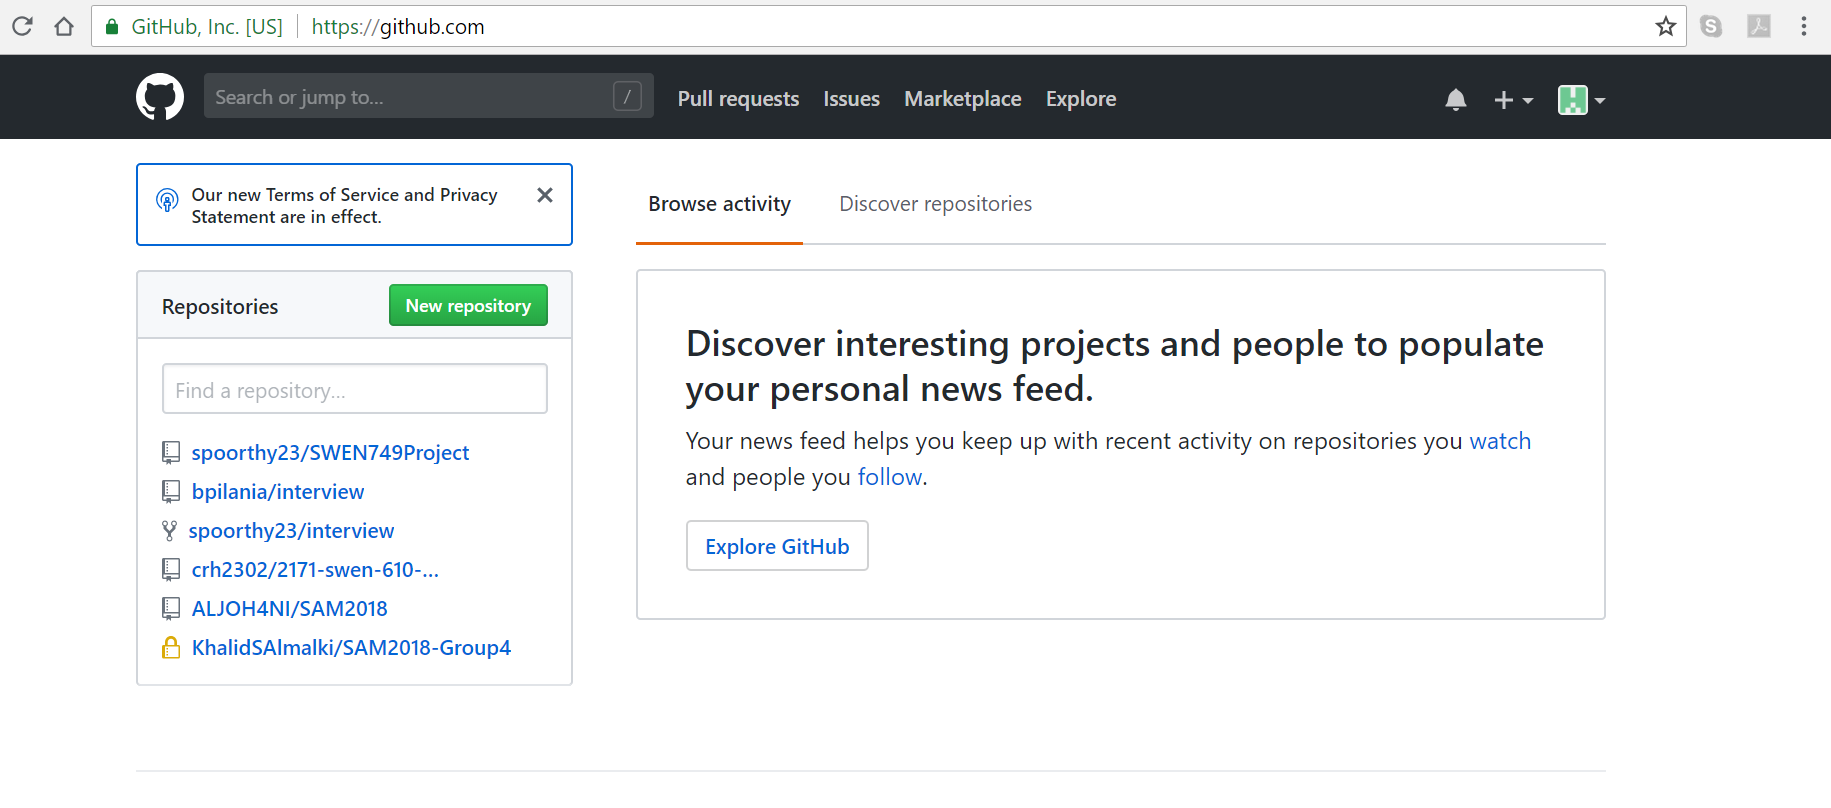 GitHub, Inc. [US] https://github.com
Search or jump to... / Pull requests Issues Marketplace Explore
Our new Terms of Service and Privacy
Statement are in effect.
Browse activity Discover repositories
Repositories New repository
Find a repository...
spoorthy23/SWEN749Project
bpilania/interview
spoorthy23/interview
crh2302/2171-swen-610-...
ALJOH4NI/SAM2018
KhalidSAlmalki/SAM2018-Group4
Discover interesting projects and people to populate
your personal news feed.
Your news feed helps you keep up with recent activity on repositories you watch
and people you follow.
Explore GitHub